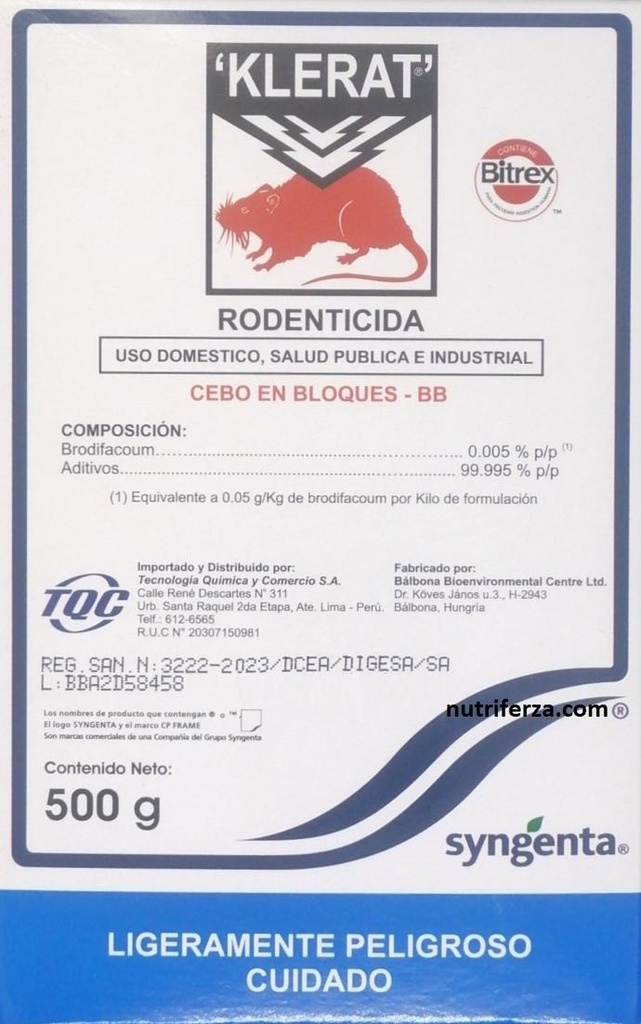 'KLERAT'®
CONTIENE
Bitrex
PARA PREVENIR INGESTION HUMANA
™
RODENTICIDA
USO DOMESTICO, SALUD PUBLICA E INDUSTRIAL
CEBO EN BLOQUES - BB
COMPOSICIÓN:
Brodifacoum.................................................................. 0.005 % p/p (1)
Aditivos......................................................................... 99.995 % p/p
(1) Equivalente a 0.05 g/Kg de brodifacoum por Kilo de formulación
TQC
Importado y Distribuido por:
Tecnología Química y Comercio S.A.
Calle René Descartes N° 311
Urb. Santa Raquel 2da Etapa, Ate. Lima - Perú.
Telf.: 612-6565
R.U.C N° 20307150981
Fabricado por:
Bálbona Bioenvironmental Centre Ltd.
Dr. Köves János u.3., H-2943
Bálbona, Hungría
REG.SAN.N:3222-2023/DCEA/DIGESA/SA
L:BBA2D58458
Los nombres de producto que contengan ® o ™
El logo SYNGENTA y el marco CP FRAME
Son marcas comerciales de una Compañía del Grupo Syngenta
nutriferza.com ®
Contenido Neto:
500 g
syngenta®
LIGERAMENTE PELIGROSO
CUIDADO